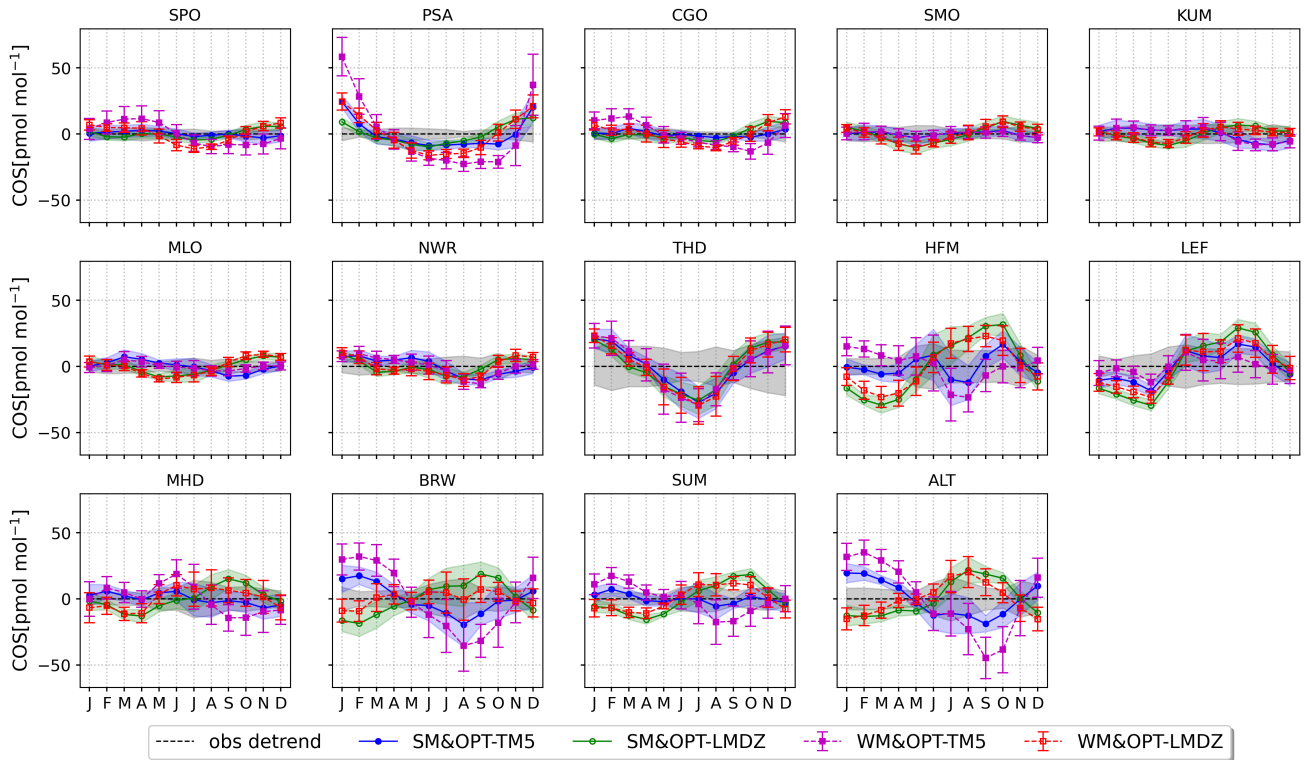 SPO PSA CGO SMO KUM
COS[pmol mol⁻¹]
50
0
−50
MLO NWR THD HFM LEF
COS[pmol mol⁻¹]
50
0
−50
MHD BRW SUM ALT
COS[pmol mol⁻¹]
50
0
−50
J F M A M J J A S O N D J F M A M J J A S O N D J F M A M J J A S O N D J F M A M J J A S O N D
obs detrend SM&OPT-TM5 SM&OPT-LMDZ WM&OPT-TM5 WM&OPT-LMDZ